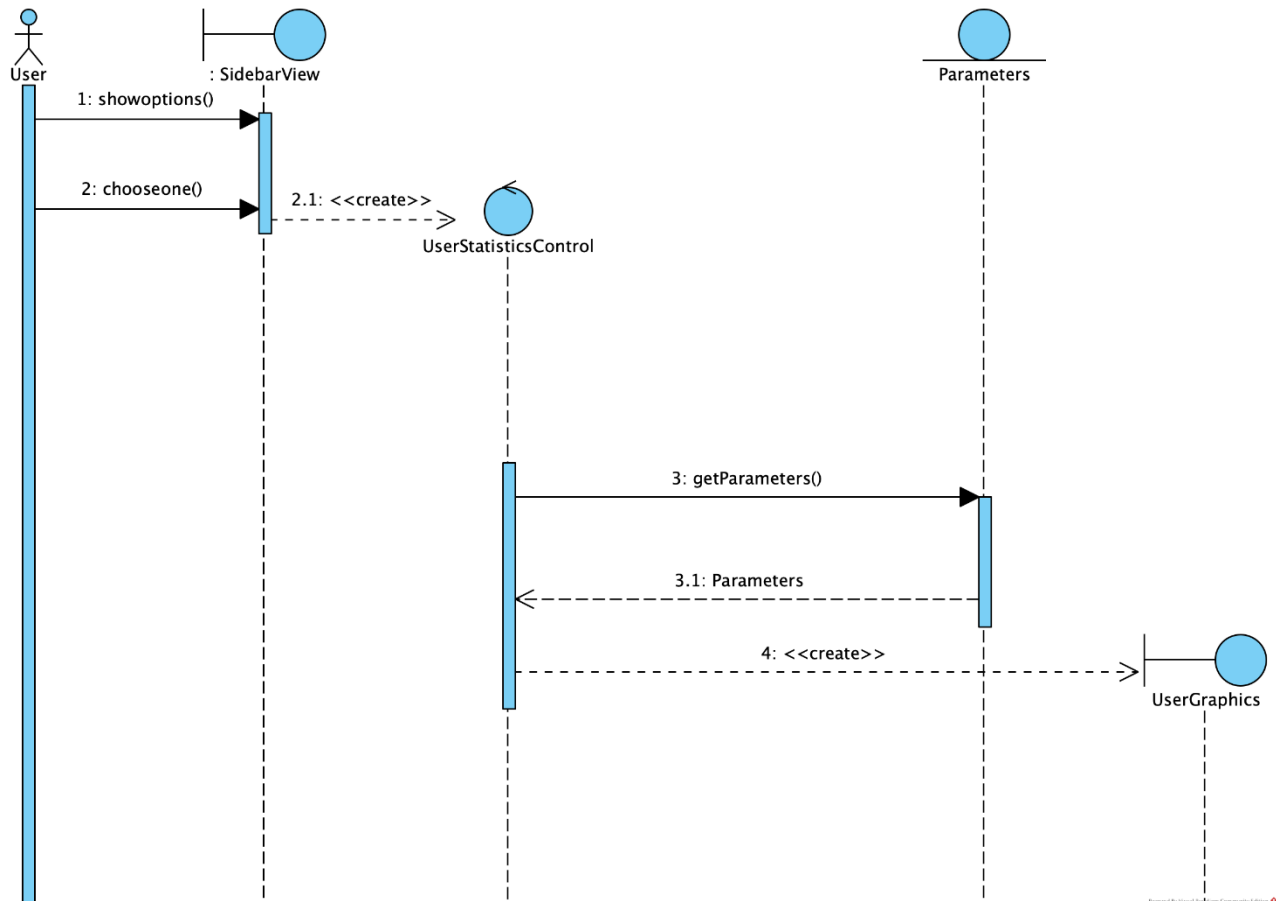 User
: SidebarView
Parameters
1: showoptions()
2: chooseone()
2.1: <<create>>
UserStatisticsControl
3: getParameters()
3.1: Parameters
4: <<create>>
UserGraphics